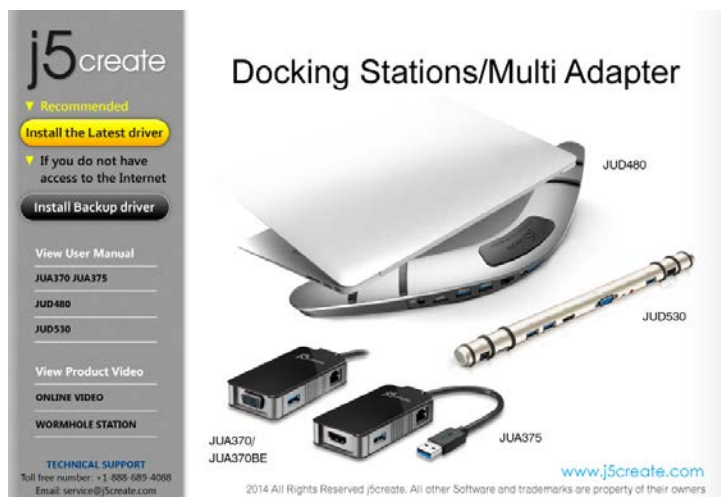 j5create
Docking Stations/Multi Adapter
Recommended
Install the Latest driver
If you do not have
access to the Internet
Install Backup driver
View User Manual
JUA370 JUA375
JUD480
JUD530
View Product Video
ONLINE VIDEO
WORMHOLE STATION
TECHNICAL SUPPORT
Toll free number: +1-888-689-4088
Email: service@j5create.com
JUD480
JUD530
JUA370/
JUA370BE
JUA375
www.j5create.com
2014 All Rights Reserved j5create. All other Software and trademarks are property of their owners